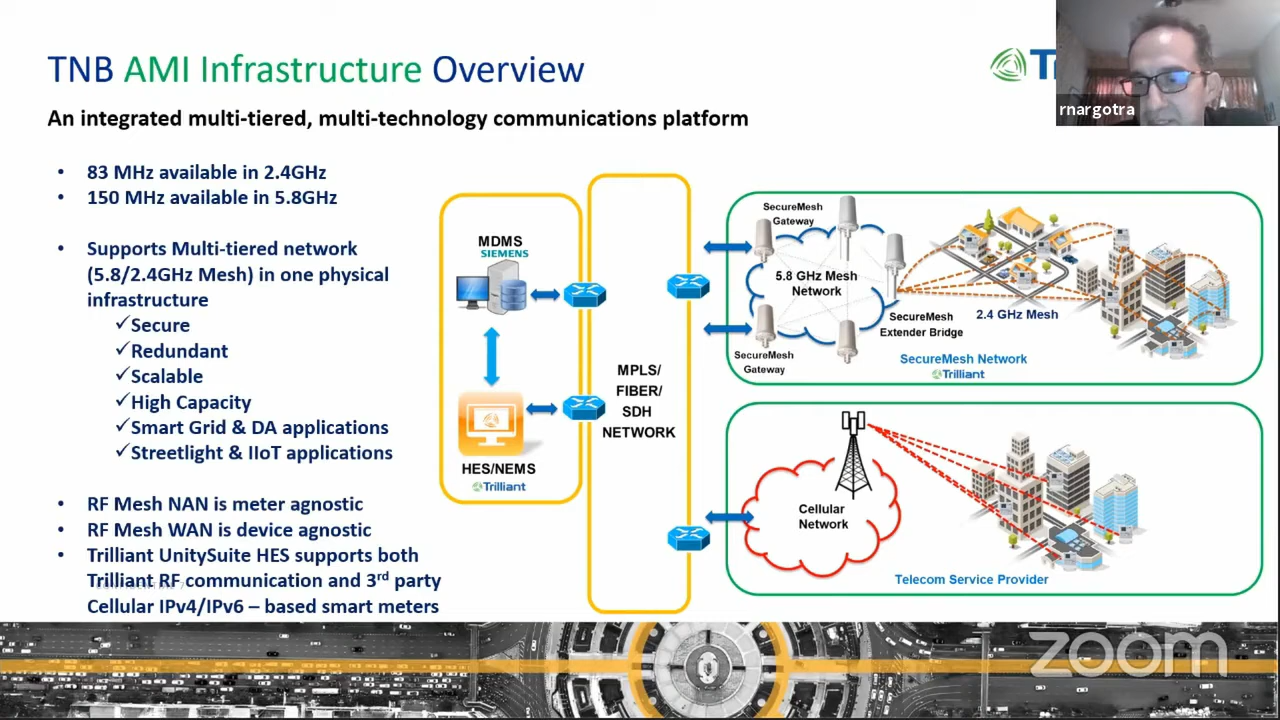 TNB AMI Infrastructure Overview
An integrated multi-tiered, multi-technology communications platform
rnargotra
• 83 MHz available in 2.4GHz
• 150 MHz available in 5.8GHz
• Supports Multi-tiered network
(5.8/2.4GHz Mesh) in one physical
infrastructure
✓Secure
✓Redundant
✓Scalable
✓High Capacity
✓Smart Grid & DA applications
✓Streetlight & IIoT applications
• RF Mesh NAN is meter agnostic
• RF Mesh WAN is device agnostic
• Trilliant UnitySuite HES supports both
Trilliant RF communication and 3rd party
Cellular IPv4/IPv6 – based smart meters
MDMS
SIEMENS
HES/NEMS
Trilliant
MPLS/
FIBER/
SDH
NETWORK
SecureMesh
Gateway
5.8 GHz Mesh
Network
SecureMesh
Gateway
SecureMesh
Extender Bridge
2.4 GHz Mesh
SecureMesh Network
Trilliant
Cellular
Network
Telecom Service Provider
zoom